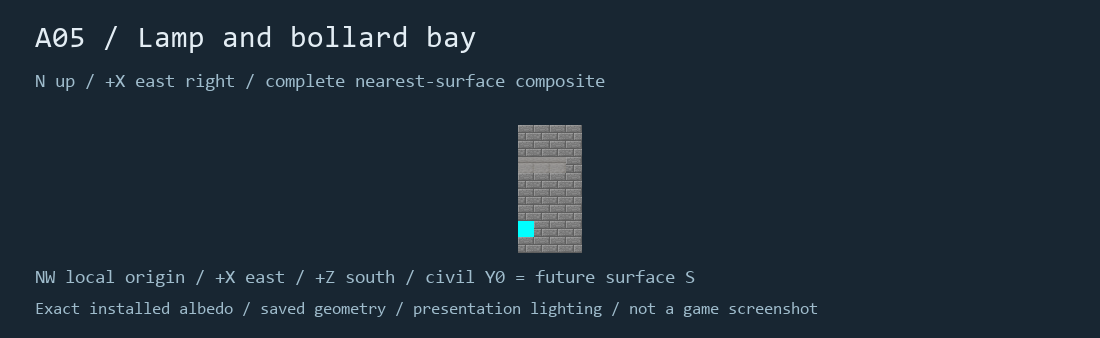 A05 / Lamp and bollard bay
N up / +X east right / complete nearest-surface composite
NW local origin / +X east / +Z south / civil Y0 = future surface S
Exact installed albedo / saved geometry / presentation lighting / not a game screenshot